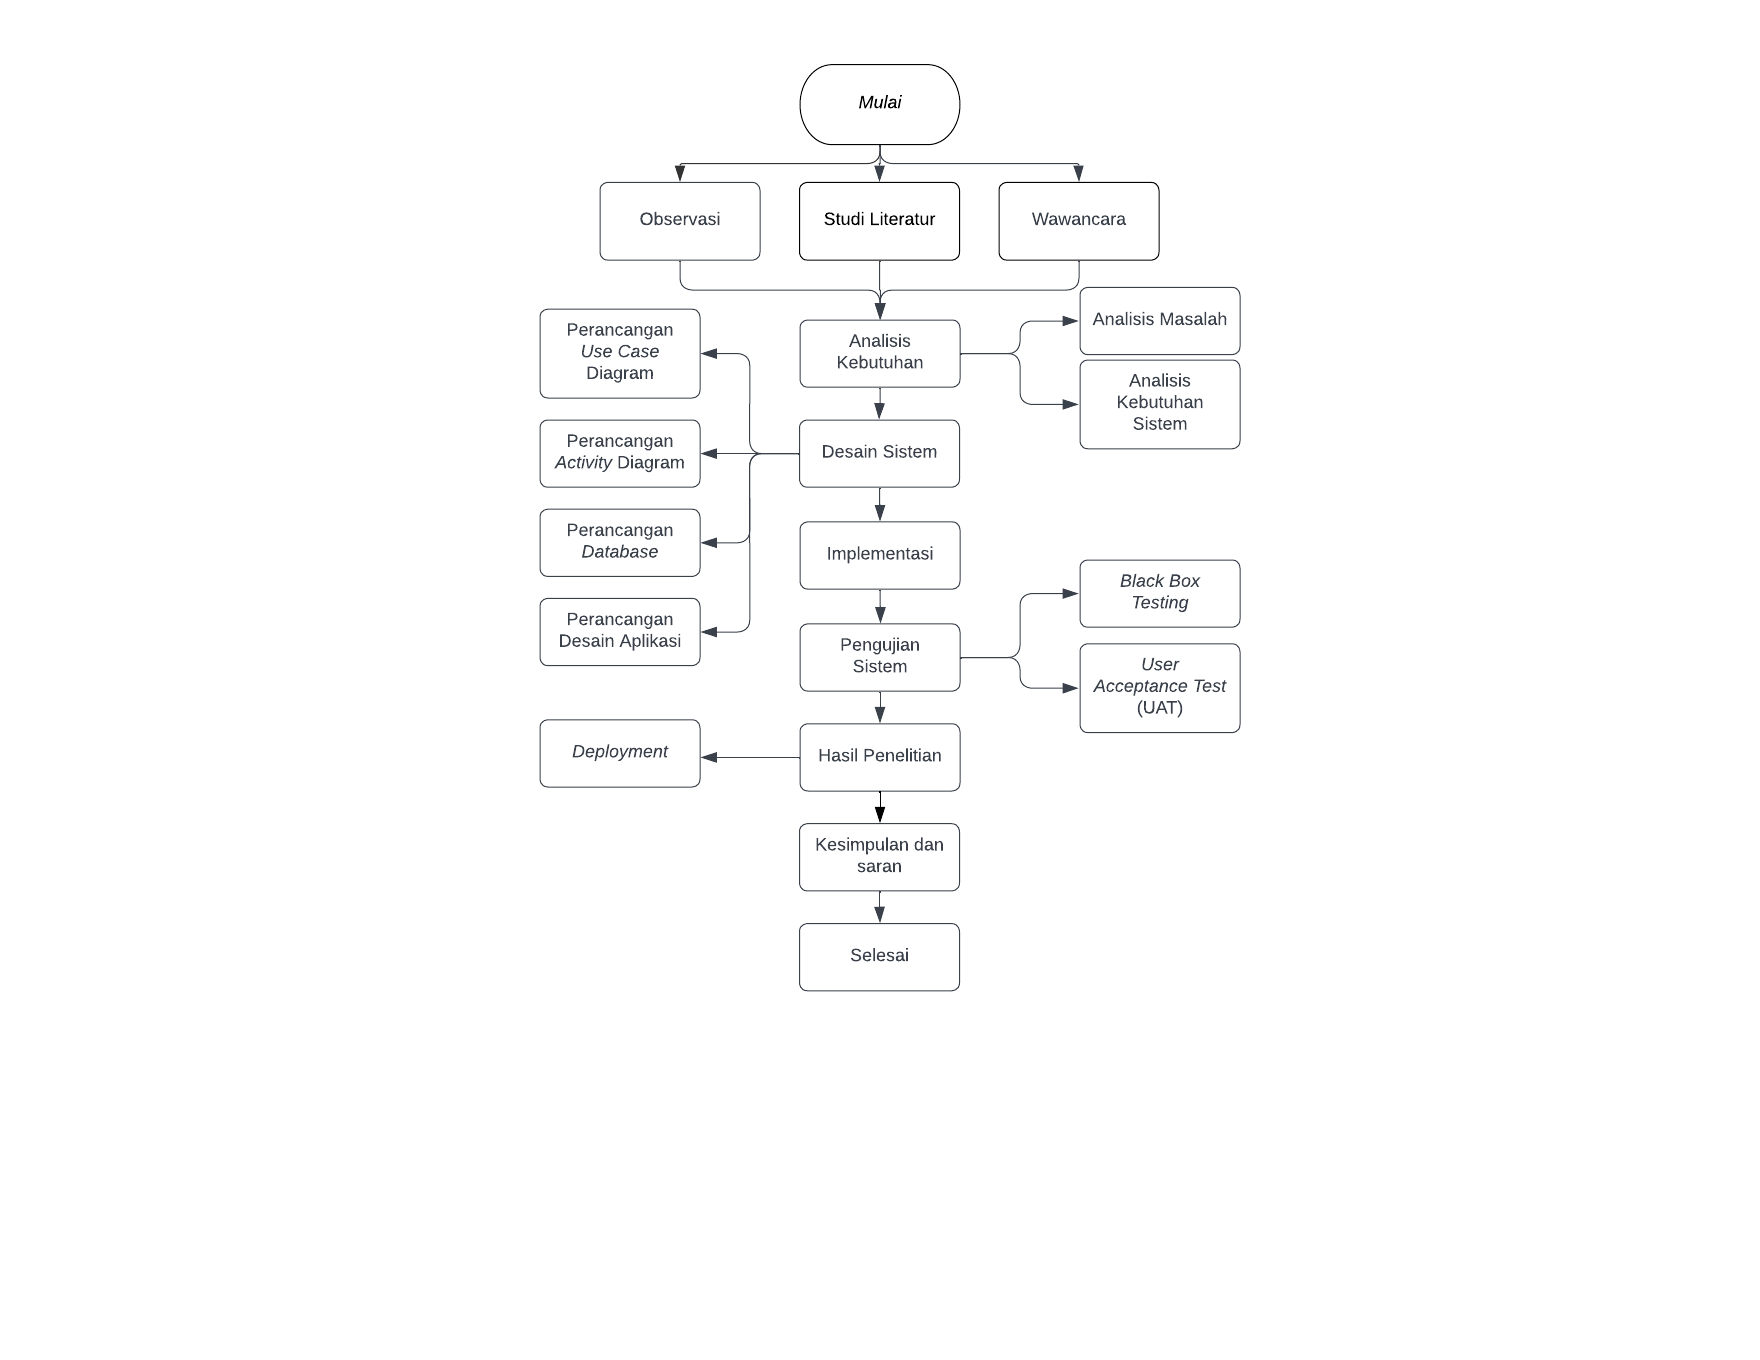 Mulai
Observasi
Studi Literatur
Wawancara
Analisis Masalah
Perancangan
Use Case
Diagram
Analisis
Kebutuhan
Analisis
Kebutuhan
Sistem
Perancangan
Activity Diagram
Desain Sistem
Perancangan
Database
Implementasi
Black Box
Testing
Perancangan
Desain Aplikasi
Pengujian
Sistem
User
Acceptance Test
(UAT)
Deployment
Hasil Penelitian
Kesimpulan dan
saran
Selesai